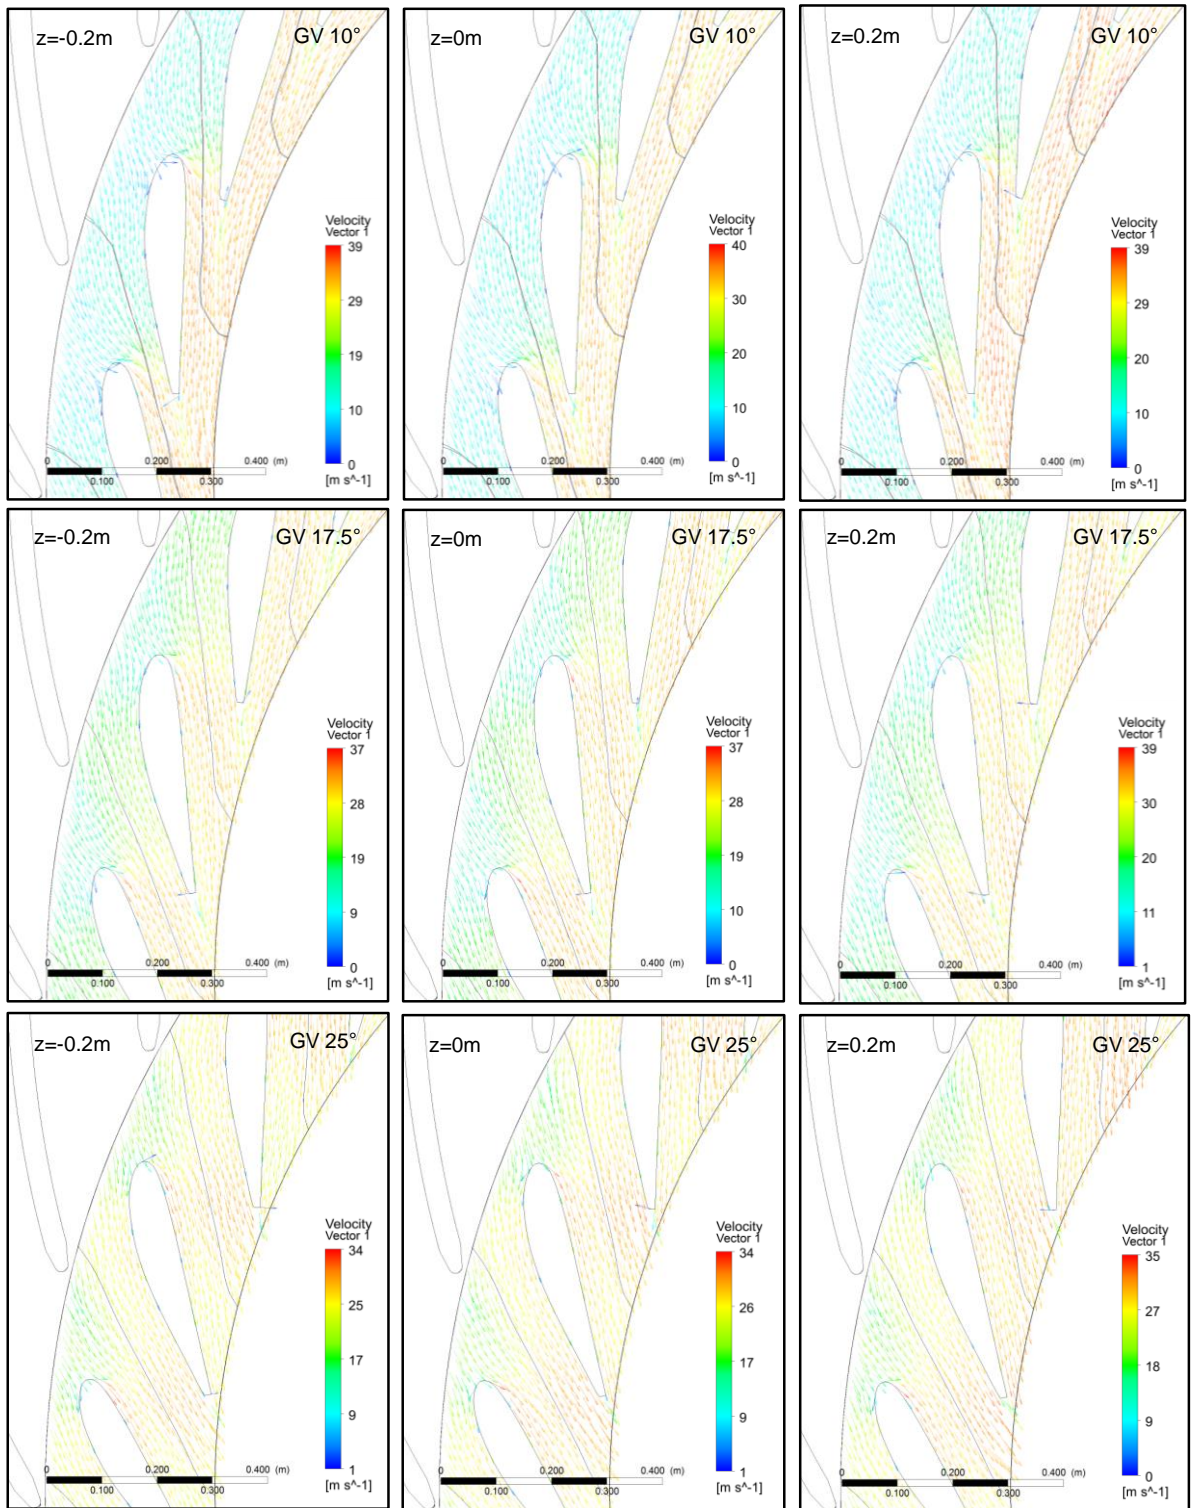 z=-0.2m GV 10°
Velocity
Vector 1
39
29
19
10
0
[m s^-1]
0 0.200 0.400 (m)
0.100 0.300
z=0m GV 10°
Velocity
Vector 1
40
30
20
10
0
[m s^-1]
0 0.200 0.400 (m)
0.100 0.300
z=0.2m GV 10°
Velocity
Vector 1
39
29
20
10
0
[m s^-1]
0 0.200 0.400 (m)
0.100 0.300
z=-0.2m GV 17.5°
Velocity
Vector 1
37
28
19
9
0
[m s^-1]
0 0.200 0.400 (m)
0.100 0.300
z=0m GV 17.5°
Velocity
Vector 1
37
28
19
10
0
[m s^-1]
0 0.200 0.400 (m)
0.100 0.300
z=0.2m GV 17.5°
Velocity
Vector 1
39
30
20
11
1
[m s^-1]
0 0.200 0.400 (m)
0.100 0.300
z=-0.2m GV 25°
Velocity
Vector 1
34
25
17
9
1
[m s^-1]
0 0.200 0.400 (m)
0.100 0.300
z=0m GV 25°
Velocity
Vector 1
34
26
17
9
1
[m s^-1]
0 0.200 0.400 (m)
0.100 0.300
z=0.2m GV 25°
Velocity
Vector 1
35
27
18
9
0
[m s^-1]
0 0.200 0.400 (m)
0.100 0.300